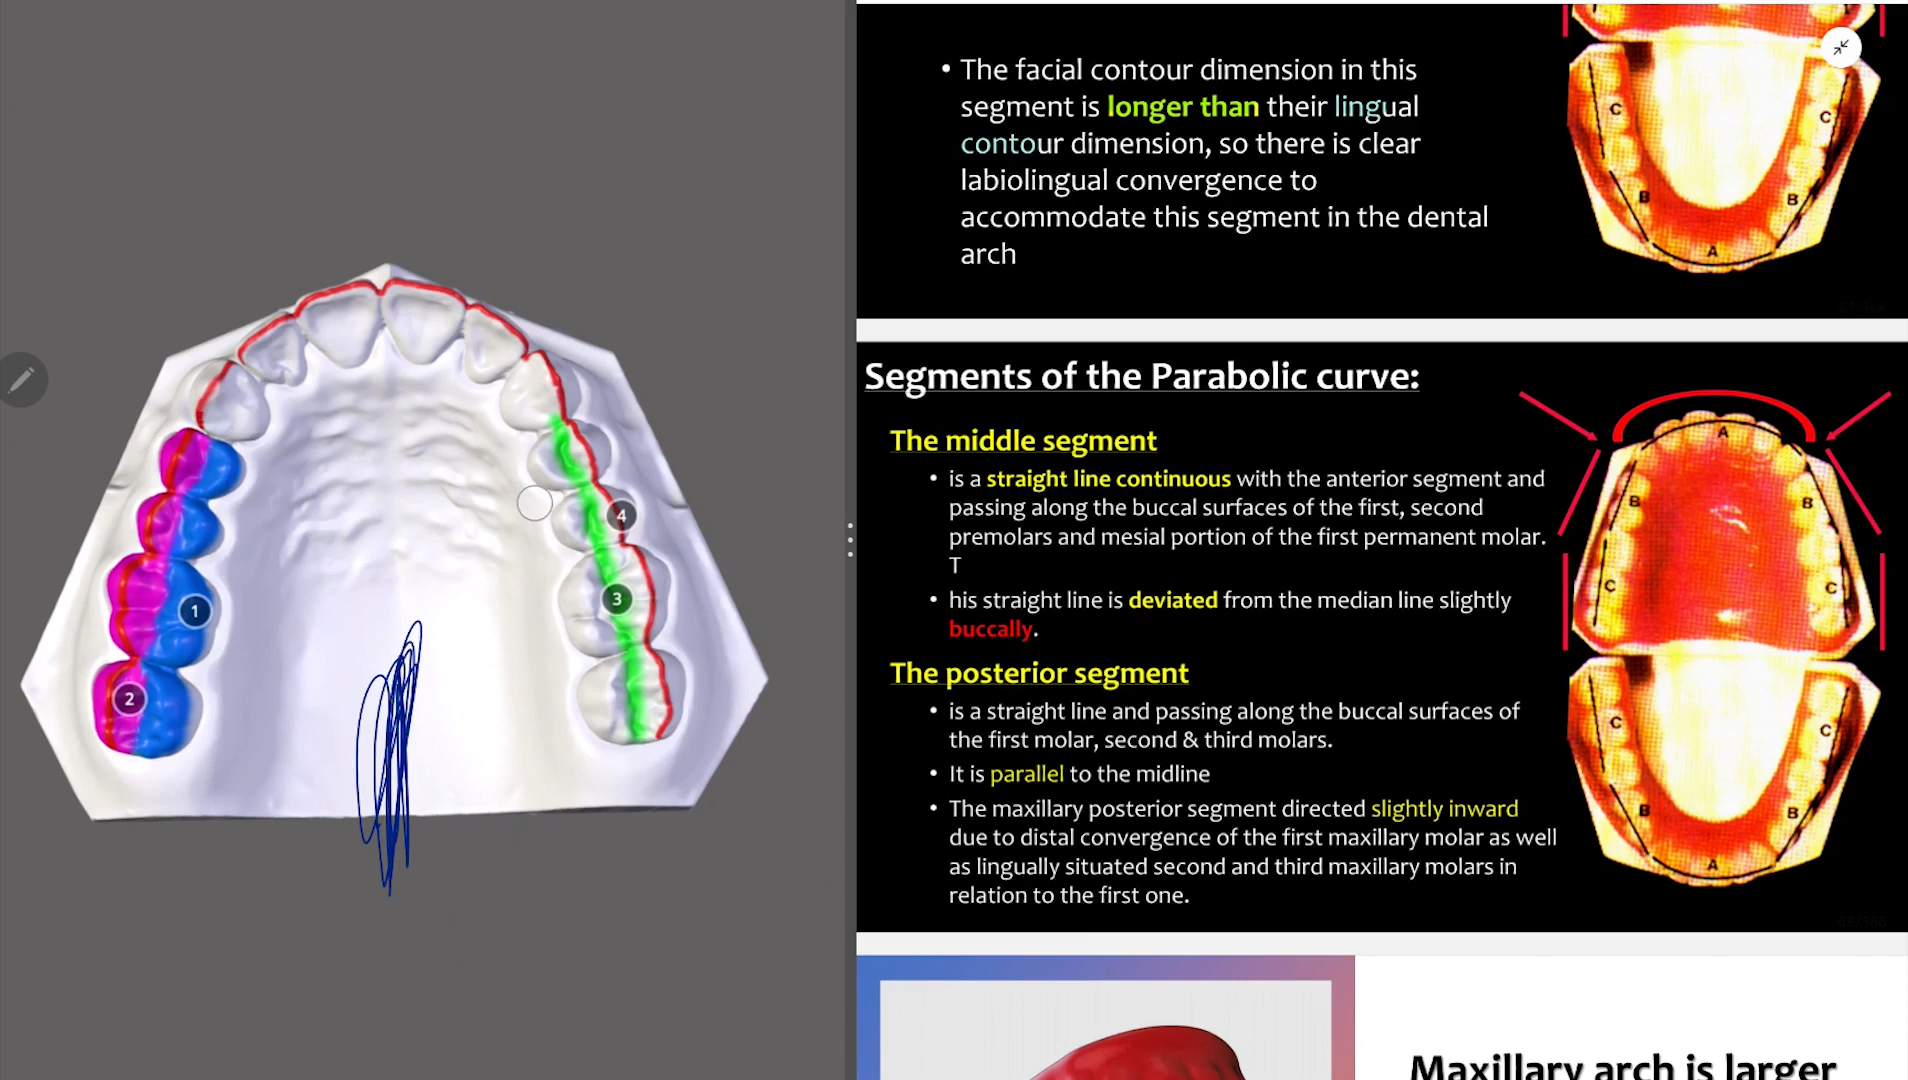 • The facial contour dimension in this
segment is longer than their lingual
contour dimension, so there is clear
labiolingual convergence to
accommodate this segment in the dental
arch
C
C
B
B
A
Segments of the Parabolic curve:
The middle segment
• is a straight line continuous with the anterior segment and
passing along the buccal surfaces of the first, second
premolars and mesial portion of the first permanent molar.
T
• his straight line is deviated from the median line slightly
buccally.
The posterior segment
• is a straight line and passing along the buccal surfaces of
the first molar, second & third molars.
• It is parallel to the midline
• The maxillary posterior segment directed slightly inward
due to distal convergence of the first maxillary molar as well
as lingually situated second and third maxillary molars in
relation to the first one.
A
B
B
C
C
C
C
B
B
A
4
3
1
2
Maxillary arch is larger